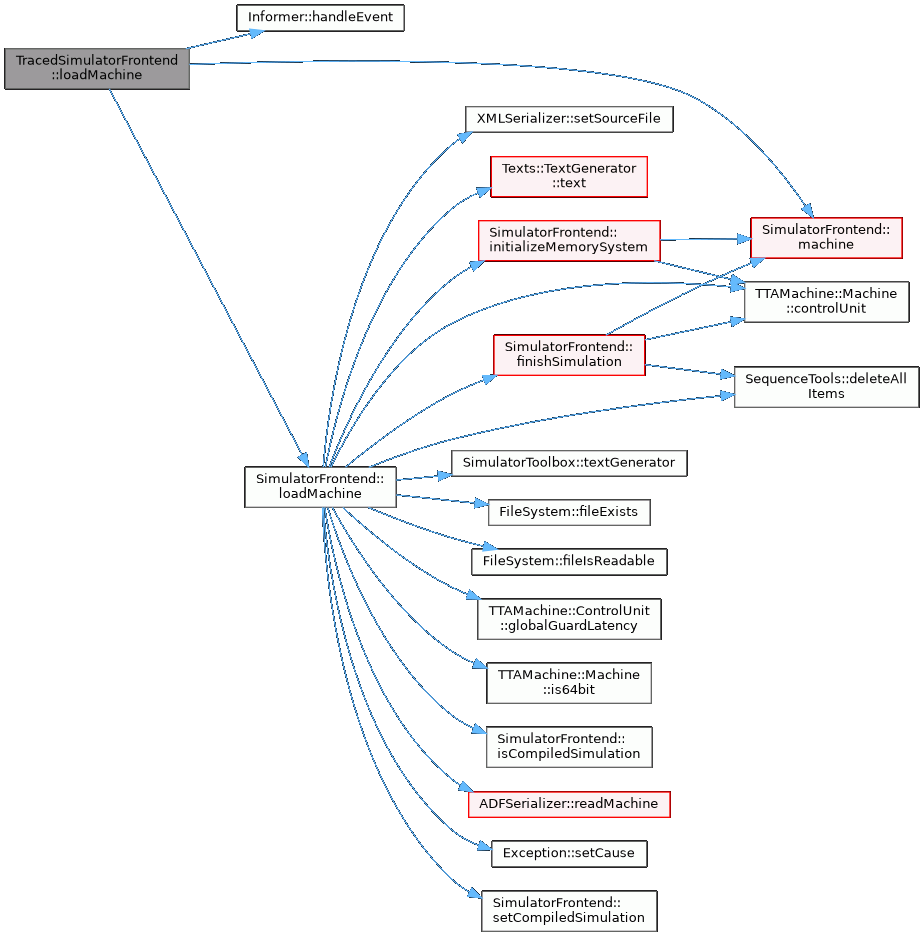 Informer::handleEvent
TracedSimulatorFrontend
::loadMachine
XMLSerializer::setSourceFile
Texts::TextGenerator
::text
SimulatorFrontend::
initializeMemorySystem
SimulatorFrontend::
machine
TTAMachine::Machine
::controlUnit
SimulatorFrontend::
finishSimulation
SequenceTools::deleteAll
Items
SimulatorToolbox::textGenerator
SimulatorFrontend::
loadMachine
FileSystem::fileExists
FileSystem::fileIsReadable
TTAMachine::ControlUnit
::globalGuardLatency
TTAMachine::Machine
::is64bit
SimulatorFrontend::
isCompiledSimulation
ADFSerializer::readMachine
Exception::setCause
SimulatorFrontend::
setCompiledSimulation